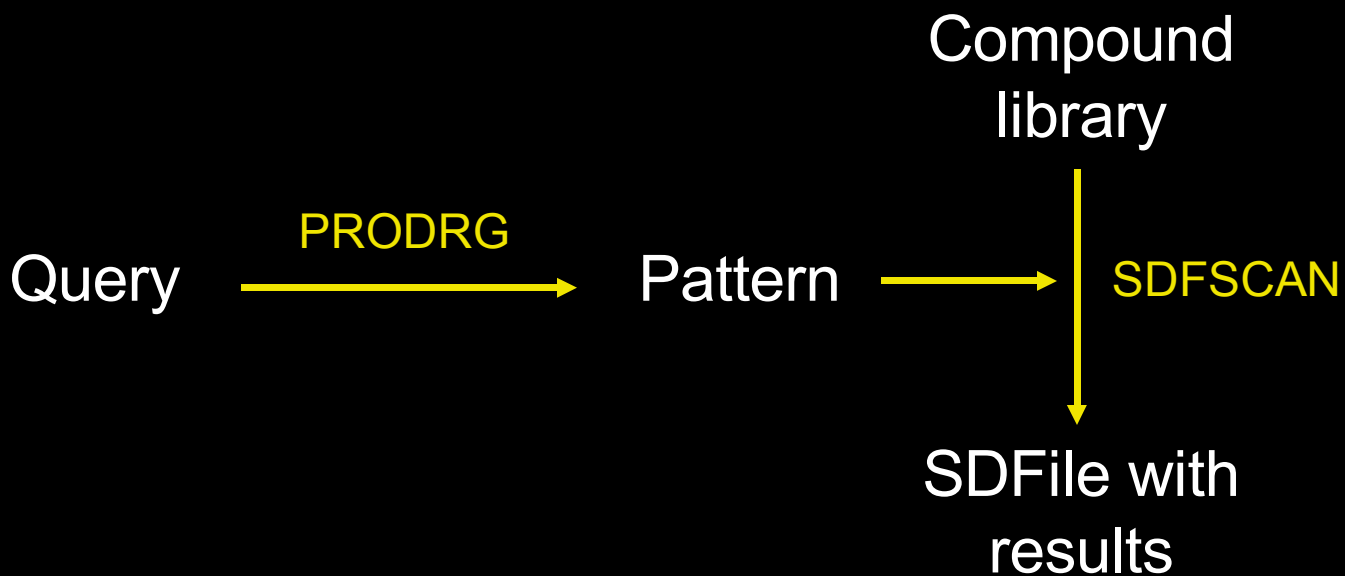 Compound
library
PRODRG
Query
Pattern
SDFSCAN
SDFile with
results